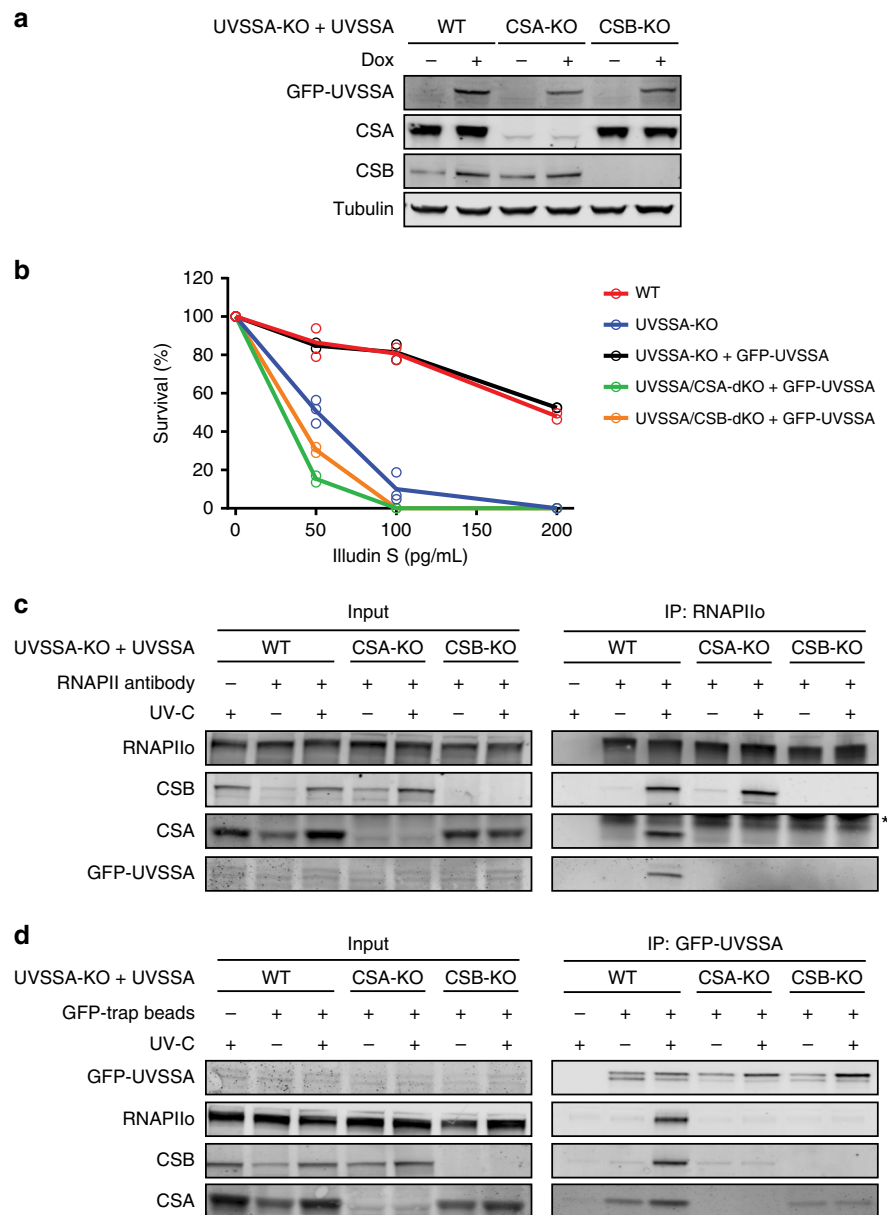 a
UVSSA-KO + UVSSA WT CSA-KO CSB-KO
Dox − + − + − +
GFP-UVSSA
CSA
CSB
Tubulin
b
120
100
80
60
40
20
0
Survival (%)
0 50 100 150 200
Illudin S (pg/mL)
WT
UVSSA-KO
UVSSA-KO + GFP-UVSSA
UVSSA/CSA-dKO + GFP-UVSSA
UVSSA/CSB-dKO + GFP-UVSSA
c
Input IP: RNAPIIo
UVSSA-KO + UVSSA WT CSA-KO CSB-KO WT CSA-KO CSB-KO
RNAPII antibody − + + + + + + − + + + + + +
UV-C + − + − + − + + − + − + − +
RNAPIIo
CSB
CSA *
GFP-UVSSA
d
Input IP: GFP-UVSSA
UVSSA-KO + UVSSA WT CSA-KO CSB-KO WT CSA-KO CSB-KO
GFP-trap beads − + + + + + + − + + + + + +
UV-C + − + − + − + + − + − + − +
GFP-UVSSA
RNAPIIo
CSB
CSA